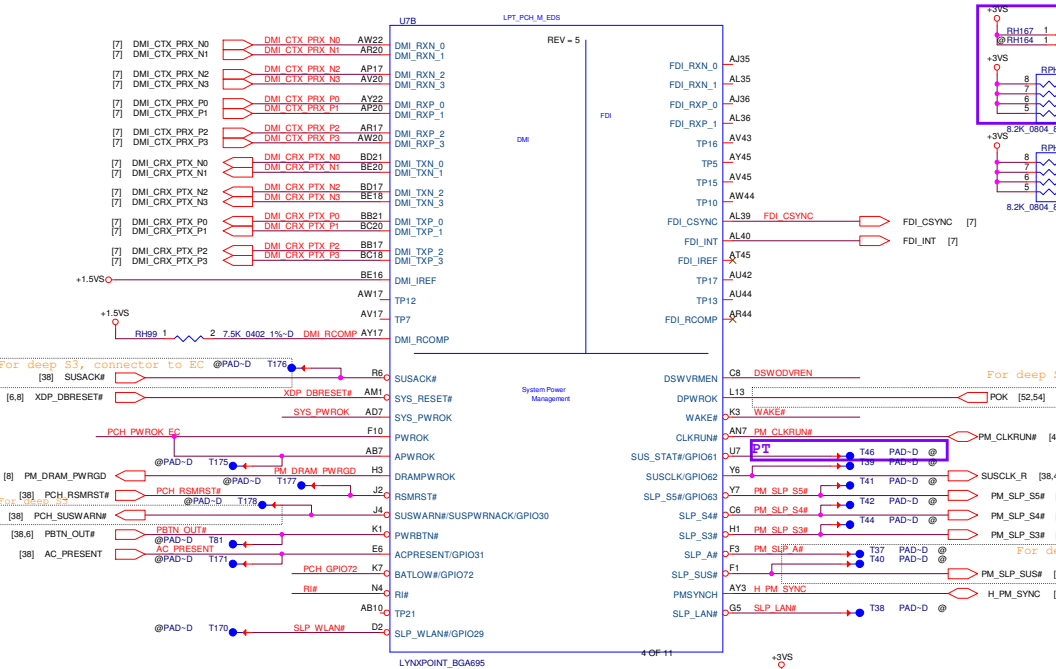 U7B LPT_PCH_M_EDS
REV = 5
DMI
FDI
System Power
Management
[7] DMI_CTX_PRX_N0 DMI_CTX_PRX_N0 AW22 DMI_RXN_0
[7] DMI_CTX_PRX_N1 DMI_CTX_PRX_N1 AR20 DMI_RXN_1
[7] DMI_CTX_PRX_N2 DMI_CTX_PRX_N2 AP17 DMI_RXN_2
[7] DMI_CTX_PRX_N3 DMI_CTX_PRX_N3 AV20 DMI_RXN_3
[7] DMI_CTX_PRX_P0 DMI_CTX_PRX_P0 AY22 DMI_RXP_0
[7] DMI_CTX_PRX_P1 DMI_CTX_PRX_P1 AP20 DMI_RXP_1
[7] DMI_CTX_PRX_P2 DMI_CTX_PRX_P2 AR17 DMI_RXP_2
[7] DMI_CTX_PRX_P3 DMI_CTX_PRX_P3 AW20 DMI_RXP_3
[7] DMI_CRX_PTX_N0 DMI_CRX_PTX_N0 BD21 DMI_TXN_0
[7] DMI_CRX_PTX_N1 DMI_CRX_PTX_N1 BE20 DMI_TXN_1
[7] DMI_CRX_PTX_N2 DMI_CRX_PTX_N2 BD17 DMI_TXN_2
[7] DMI_CRX_PTX_N3 DMI_CRX_PTX_N3 BE18 DMI_TXN_3
[7] DMI_CRX_PTX_P0 DMI_CRX_PTX_P0 BB21 DMI_TXP_0
[7] DMI_CRX_PTX_P1 DMI_CRX_PTX_P1 BC20 DMI_TXP_1
[7] DMI_CRX_PTX_P2 DMI_CRX_PTX_P2 BB17 DMI_TXP_2
[7] DMI_CRX_PTX_P3 DMI_CRX_PTX_P3 BC18 DMI_TXP_3
+1.5VS BE16 DMI_IREF
AW17 TP12
+1.5VS AV17 TP7
RH99 1 2 7.5K_0402_1%~D DMI_RCOMP AY17 DMI_RCOMP
For deep S3, connector to EC @PAD~D T176
[38] SUSACK# R6 SUSACK#
[6,8] XDP_DBRESET# XDP_DBRESET# AM1 SYS_RESET#
SYS_PWROK AD7 SYS_PWROK
PCH_PWROK_EC F10 PWROK
AB7 APWROK
@PAD~D T175
[8] PM_DRAM_PWRGD PM_DRAM_PWRGD H3 DRAMPWROK
@PAD~D T177
[38] PCH_RSMRST# PCH_RSMRST# J2 RSMRST#
For deep S3 @PAD~D T178
[38] PCH_SUSWARN# J4 SUSWARN#/SUSPWRNACK/GPIO30
[38,6] PBTN_OUT# PBTN_OUT# K1 PWRBTN#
@PAD~D T81
[38] AC_PRESENT AC_PRESENT E6 ACPRESENT/GPIO31
@PAD~D T171
PCH_GPIO72 K7 BATLOW#/GPIO72
RI# N4 RI#
AB10 TP21
@PAD~D T170 SLP_WLAN# D2 SLP_WLAN#/GPIO29
FDI_RXN_0 AJ35
FDI_RXN_1 AL35
FDI_RXP_0 AJ36
FDI_RXP_1 AL36
TP16 AV43
TP5 AY45
TP15 AV45
TP10 AW44
FDI_CSYNC AL39 FDI_CSYNC FDI_CSYNC [7]
FDI_INT AL40 FDI_INT [7]
FDI_IREF AT45
TP17 AU42
TP13 AU44
FDI_RCOMP AR44
DSWVRMEN C8 DSWODVREN For deep S
DPWROK L13 POK [52,54]
WAKE# K3 WAKE#
CLKRUN# AN7 PM_CLKRUN# PM_CLKRUN# [4
SUS_STAT#/GPIO61 U7 PT T46 PAD~D @
T39 PAD~D @
SUSCLK/GPIO62 Y6 SUSCLK_R [38,4
T41 PAD~D @
SLP_S5#/GPIO63 Y7 PM_SLP_S5# PM_SLP_S5# [
T42 PAD~D @
SLP_S4# C6 PM_SLP_S4# PM_SLP_S4# [
T44 PAD~D @
SLP_S3# H1 PM_SLP_S3# PM_SLP_S3# [
SLP_A# F3 PM_SLP_A# T37 PAD~D @ For de
T40 PAD~D @
SLP_SUS# F1 PM_SLP_SUS# [
PMSYNCH AY3 H_PM_SYNC H_PM_SYNC [
SLP_LAN# G5 SLP_LAN# T38 PAD~D @
LYNXPOINT_BGA695
4 OF 11
+3VS
RH167 1
@RH164 1
+3VS
RPH
8
7
6
5
8.2K_0804_8
+3VS
RPH
8
7
6
5
8.2K_0804_8
+3VS